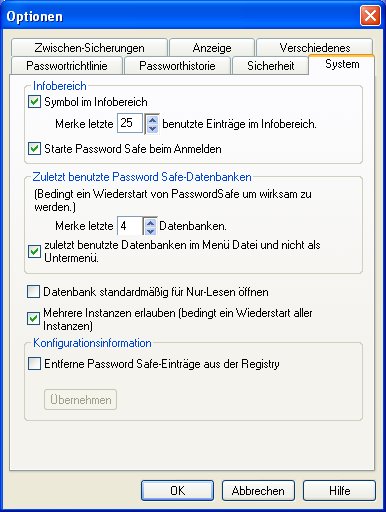 Optionen
Zwischen-Sicherungen
Anzeige
Verschiedenes
Passwortrichtlinie
Passworthistorie
Sicherheit
System
Infobereich
Symbol im Infobereich
Merke letzte 25 benutzte Einträge im Infobereich.
Starte Password Safe beim Anmelden
Zuletzt benutzte Password Safe-Datenbanken
(Bedingt ein Wiederstart von PasswordSafe um wirksam zu
werden.)
Merke letzte 4 Datenbanken.
zuletzt benutzte Datenbanken im Menü Datei und nicht als
Untermenü.
Datenbank standardmäßig für Nur-Lesen öffnen
Mehrere Instanzen erlauben (bedingt ein Wiederstart aller
Instanzen)
Konfigurationsinformation
Entferne Password Safe-Einträge aus der Registry
Übernehmen
OK
Abbrechen
Hilfe